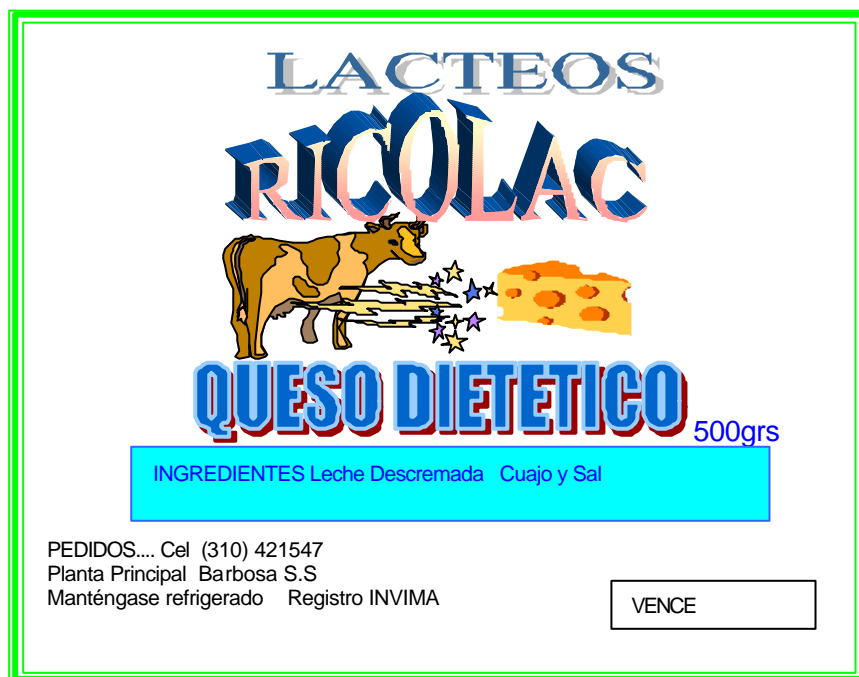 LACTEOS
RICOLAC
QUESO DIETETICO
500grs
INGREDIENTES Leche Descremada Cuajo y Sal
PEDIDOS.... Cel (310) 421547
Planta Principal Barbosa S.S
Manténgase refrigerado Registro INVIMA
VENCE